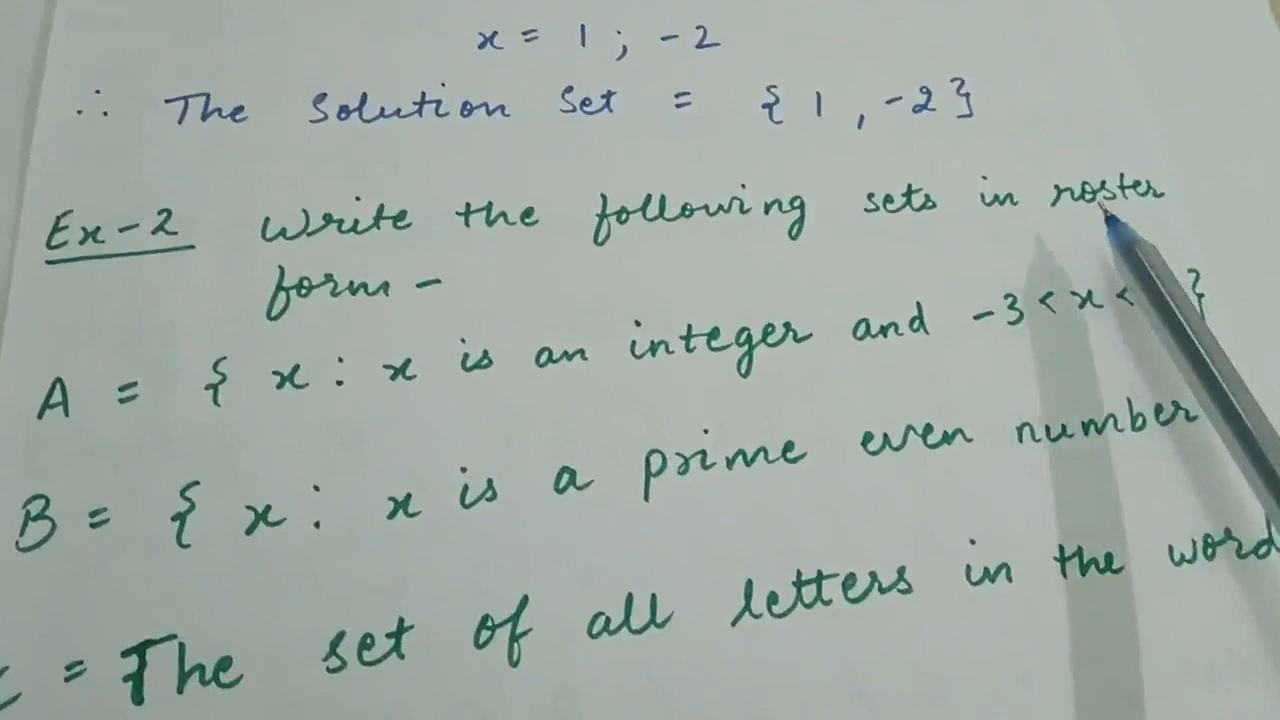 x = 1 ; -2
∴ The Solution Set = { 1 , -2 }
Ex-2 Write the following sets in roster
form -
A = { x : x is an integer and -3 < x < }
B = { x : x is a prime even number
= The set of all letters in the word